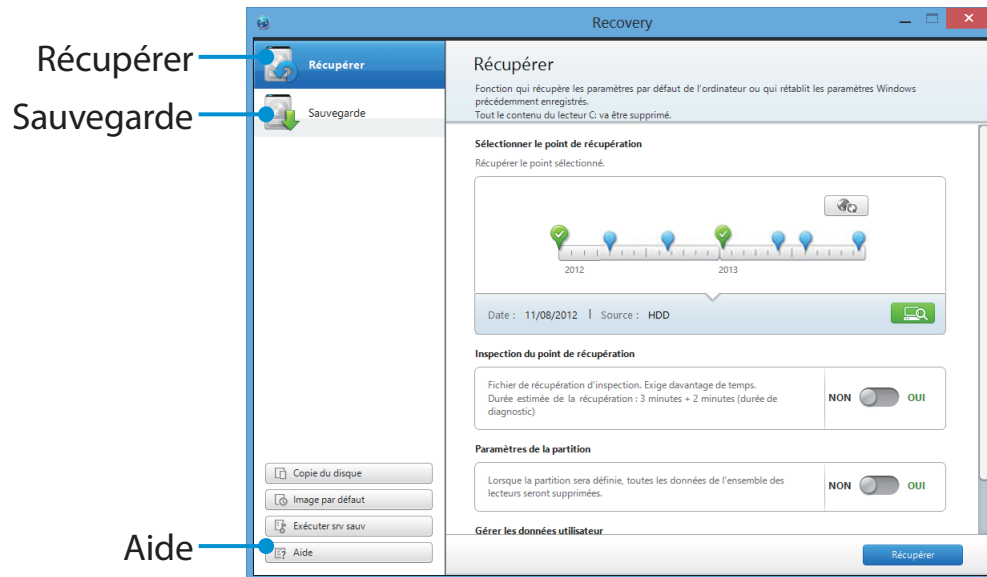 Recovery
Récupérer
Sauvegarde
Aide
Récupérer
Sauvegarde
Copie du disque
Image par défaut
Exécuter srv sauv
Aide
Récupérer
Fonction qui récupère les paramètres par défaut de l'ordinateur ou qui rétablit les paramètres Windows
précédemment enregistrés.
Tout le contenu du lecteur C: va être supprimé.
Sélectionner le point de récupération
Récupérer le point sélectionné.
2012 2013
Date : 11/08/2012 | Source : HDD
Inspection du point de récupération
Fichier de récupération d'inspection. Exige davantage de temps.
Durée estimée de la récupération : 3 minutes + 2 minutes (durée de
diagnostic)
NON OUI
Paramètres de la partition
Lorsque la partition sera définie, toutes les données de l'ensemble des
lecteurs seront supprimées.
NON OUI
Gérer les données utilisateur
Récupérer